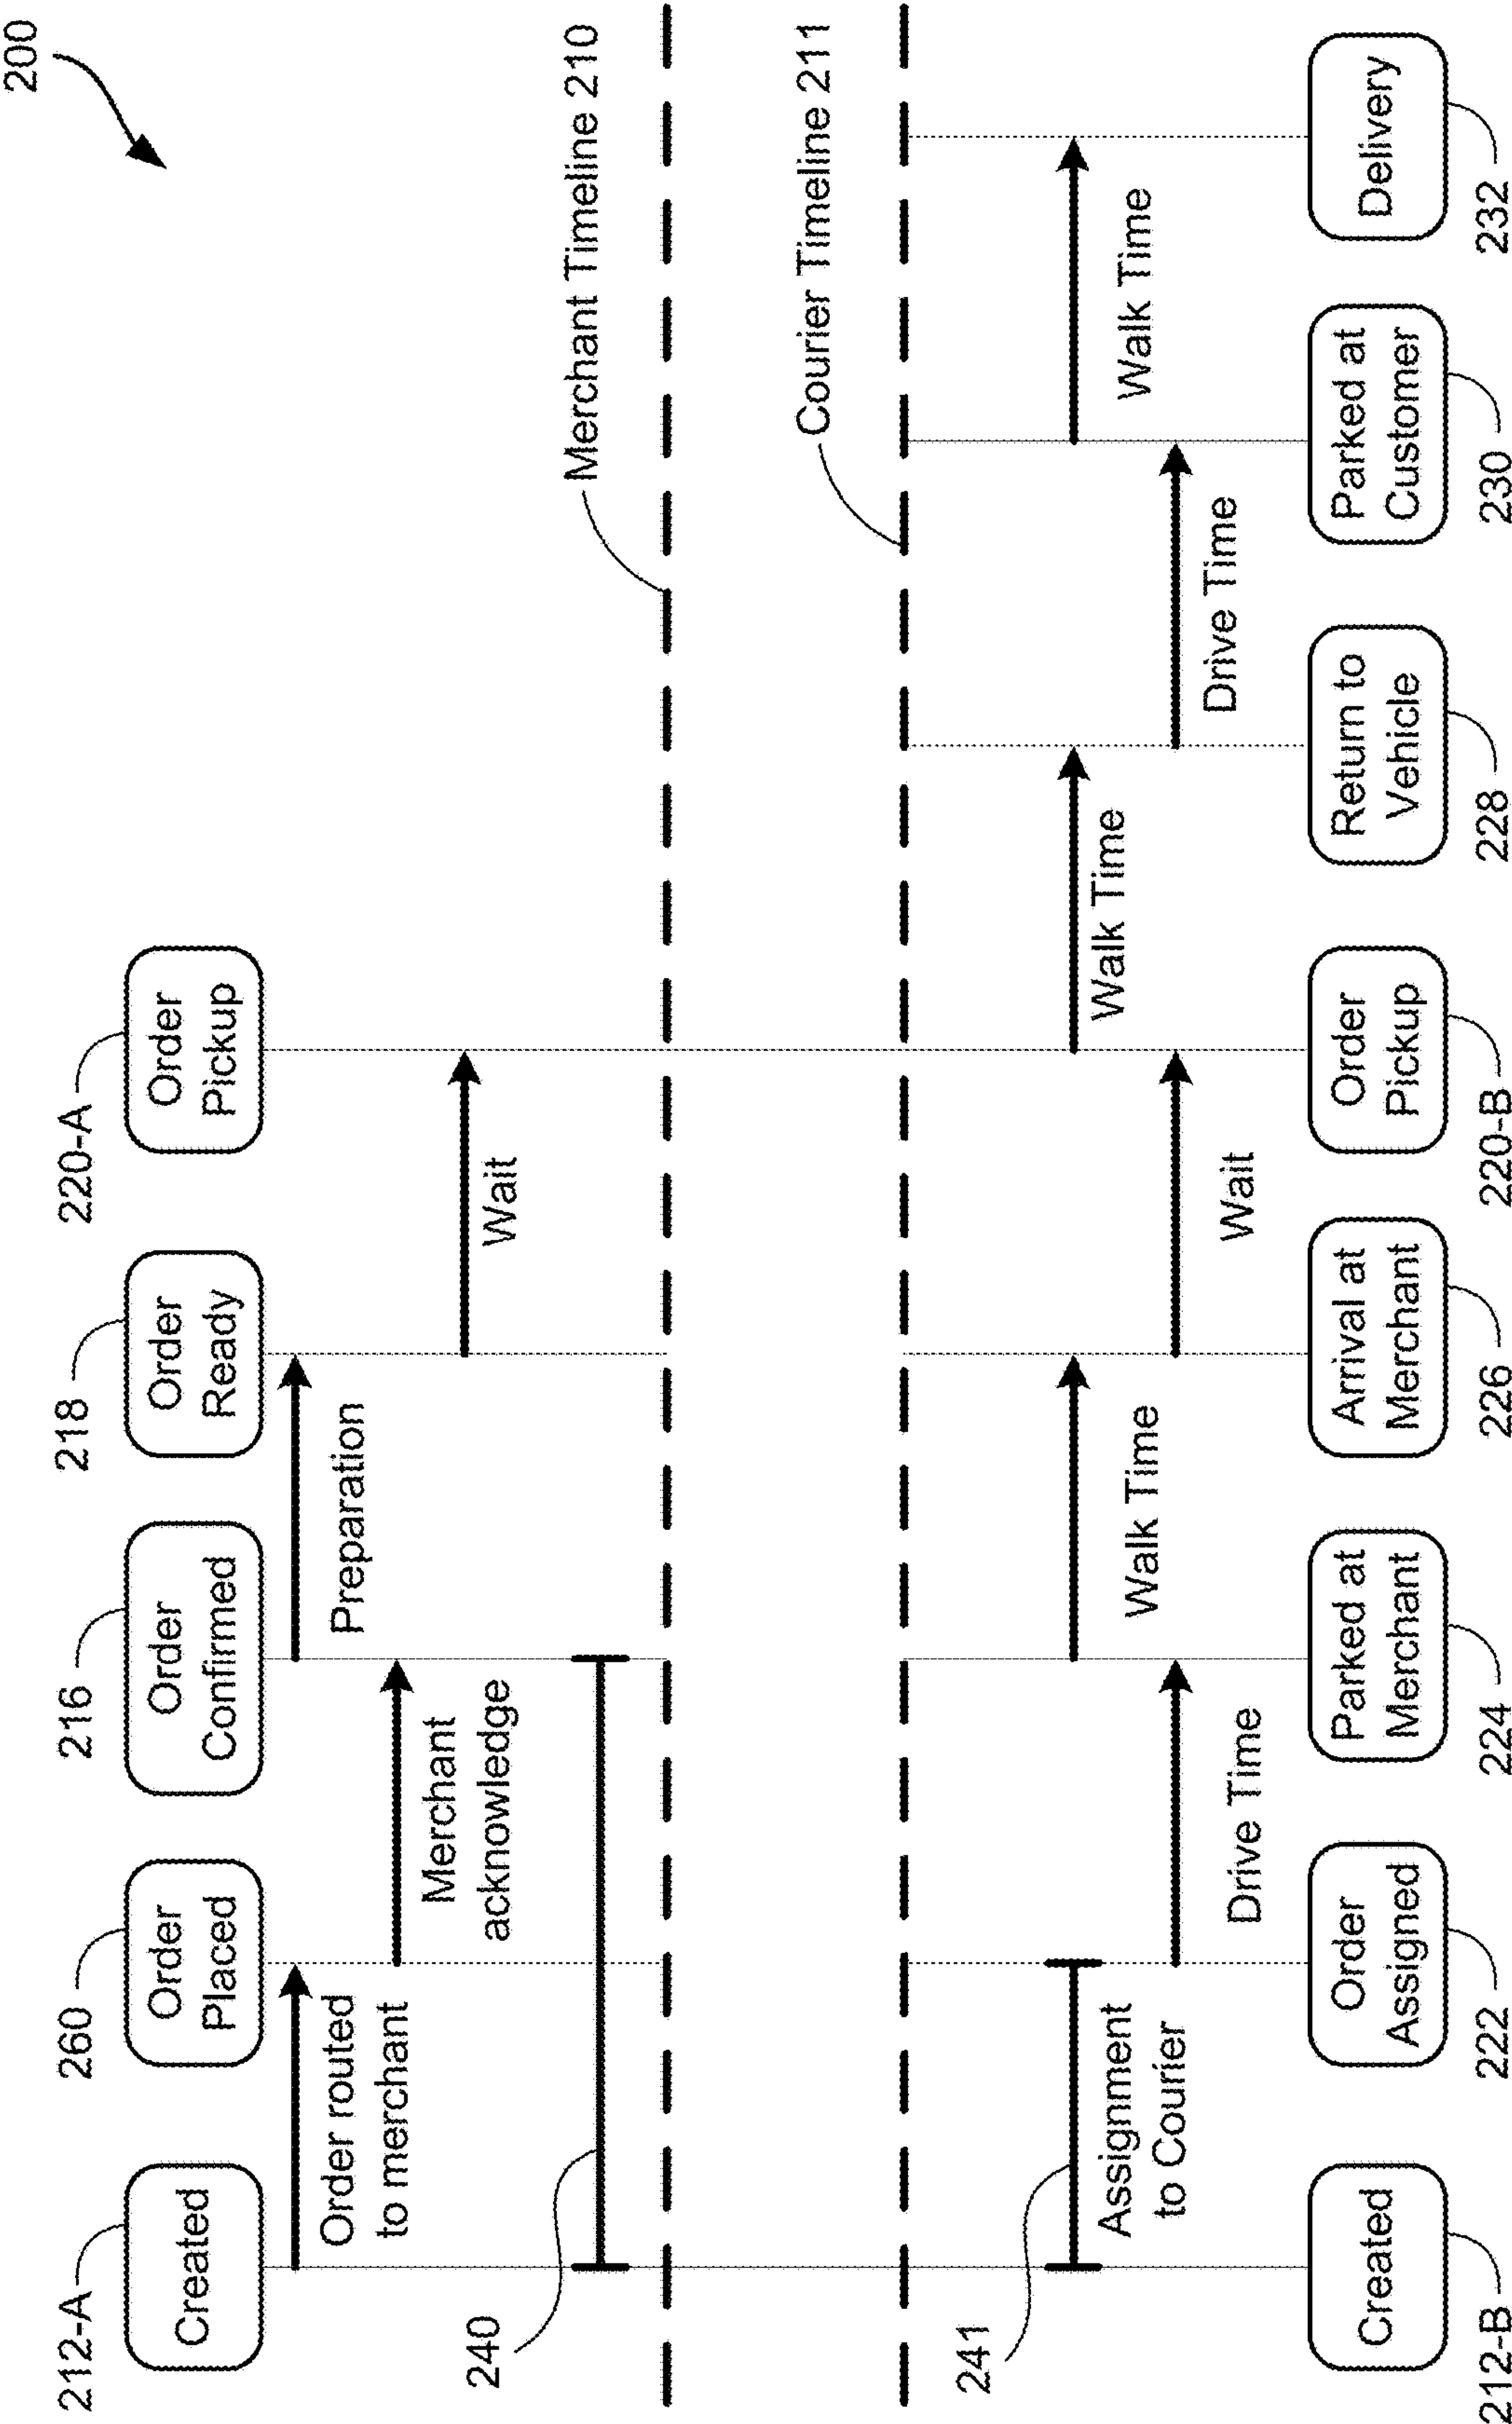 200
212-A
260
216
218
220-A
Created
Order
Placed
Order
Confirmed
Order
Ready
Order
Pickup
Order routed
to merchant
Merchant
acknowledge
Preparation
Wait
240
Merchant Timeline 210
Courier Timeline 211
241
Assignment
to Courier
Drive Time
Walk Time
Wait
Walk Time
Drive Time
Walk Time
Created
Order
Assigned
Parked at
Merchant
Arrival at
Merchant
Order
Pickup
Return to
Vehicle
Parked at
Customer
Delivery
212-B
222
224
226
220-B
228
230
232